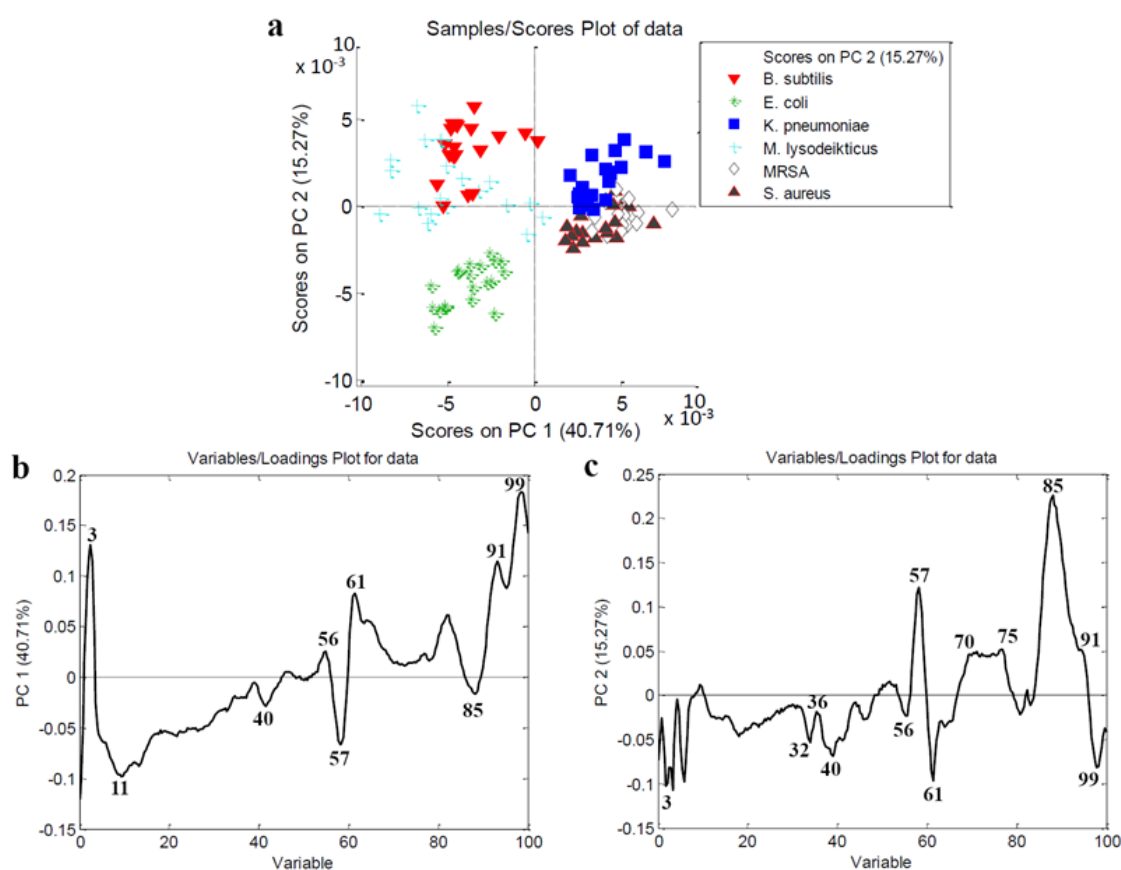 a
Samples/Scores Plot of data
10
x 10⁻³
5
0
-5
-10
Scores on PC 2 (15.27%)
-10 -5 0 5 10
x 10⁻³
Scores on PC 1 (40.71%)
Scores on PC 2 (15.27%)
B. subtilis
E. coli
K. pneumoniae
M. lysodeikticus
MRSA
S. aureus
b
Variables/Loadings Plot for data
0.2
0.15
0.1
0.05
0
-0.05
-0.1
-0.15
PC 1 (40.71%)
3
11
40
56
57
61
85
91
99
0 20 40 60 80 100
Variable
c
Variables/Loadings Plot for data
0.25
0.2
0.15
0.1
0.05
0
-0.05
-0.1
-0.15
PC 2 (15.27%)
3
32
36
40
56
57
61
70
75
85
91
99
0 20 40 60 80 100
Variable